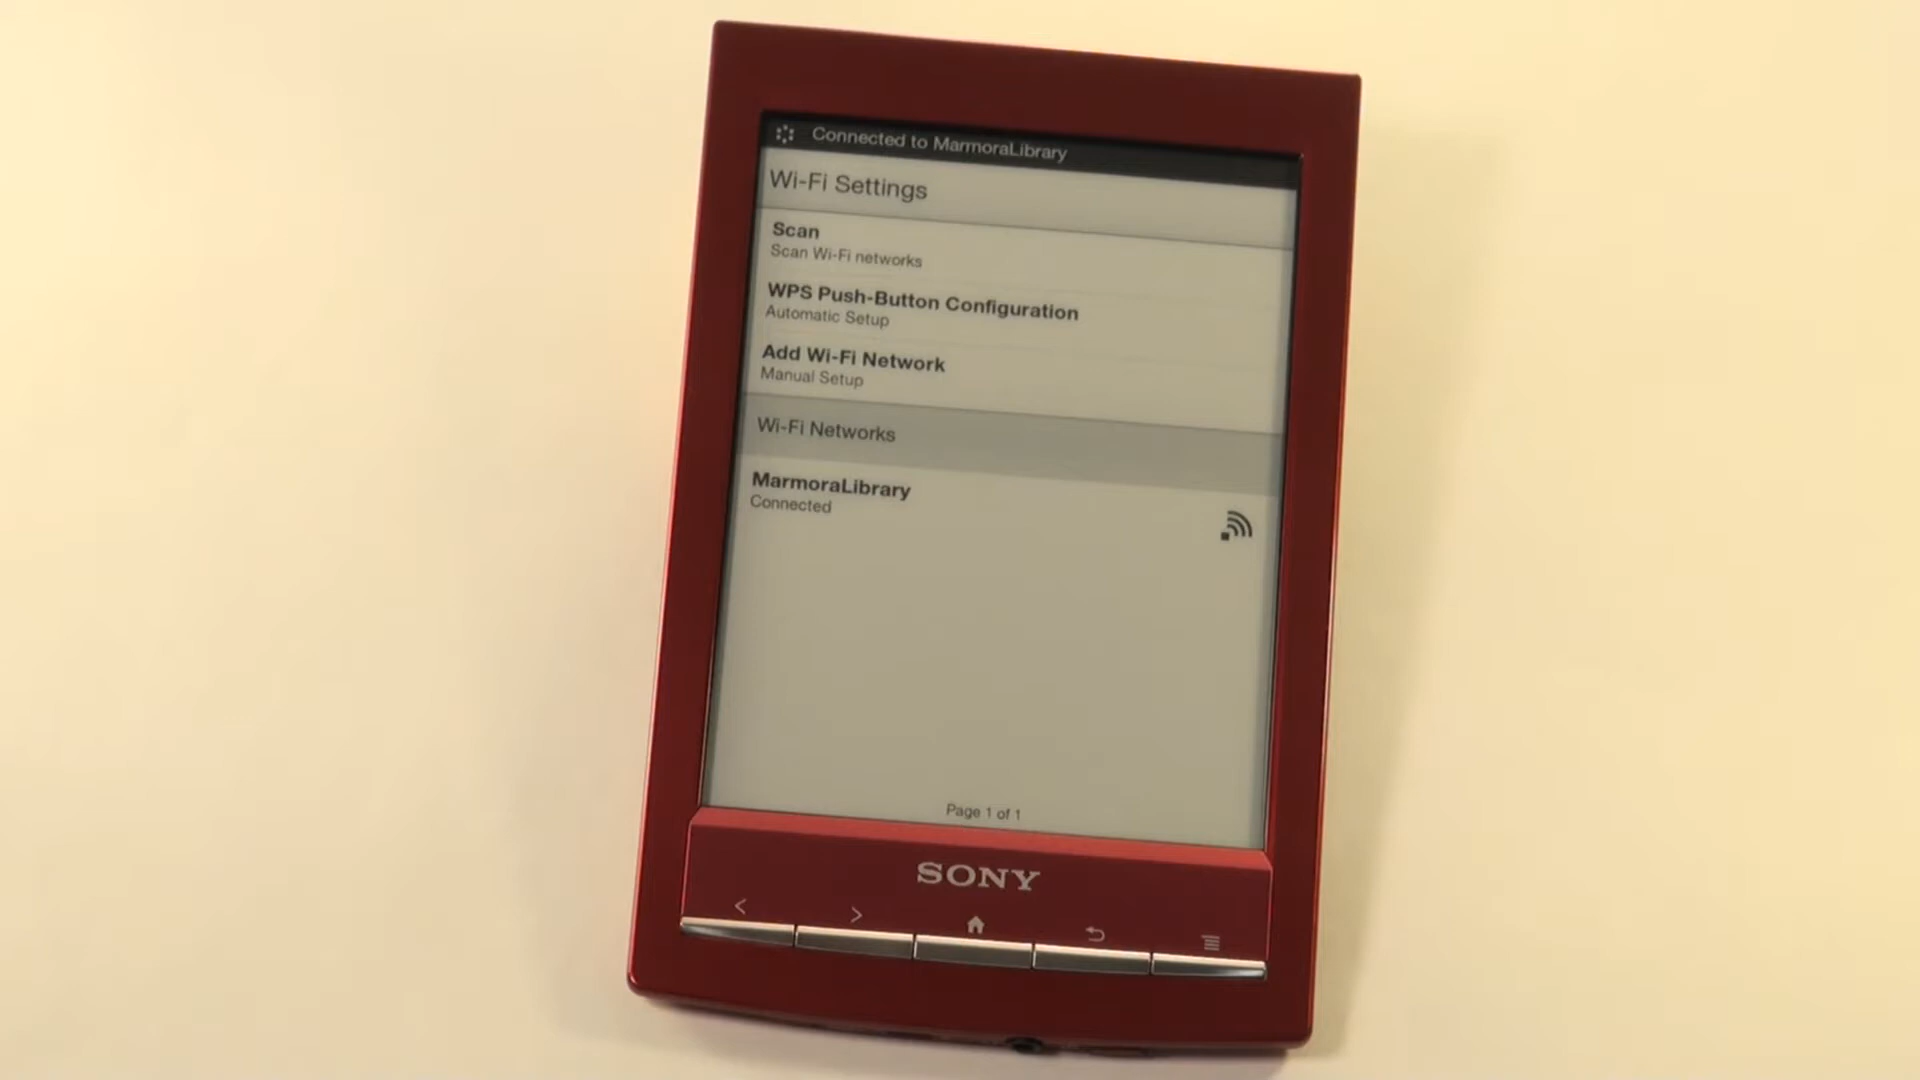 Connected to MarmoraLibrary
Wi-Fi Settings
Scan
Scan Wi-Fi networks
WPS Push-Button Configuration
Automatic Setup
Add Wi-Fi Network
Manual Setup
Wi-Fi Networks
MarmoraLibrary
Connected
Page 1 of 1
SONY